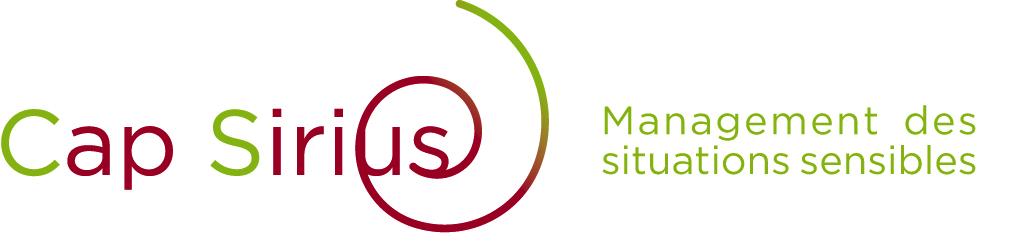 Cap Sirius
Management des
situations sensibles